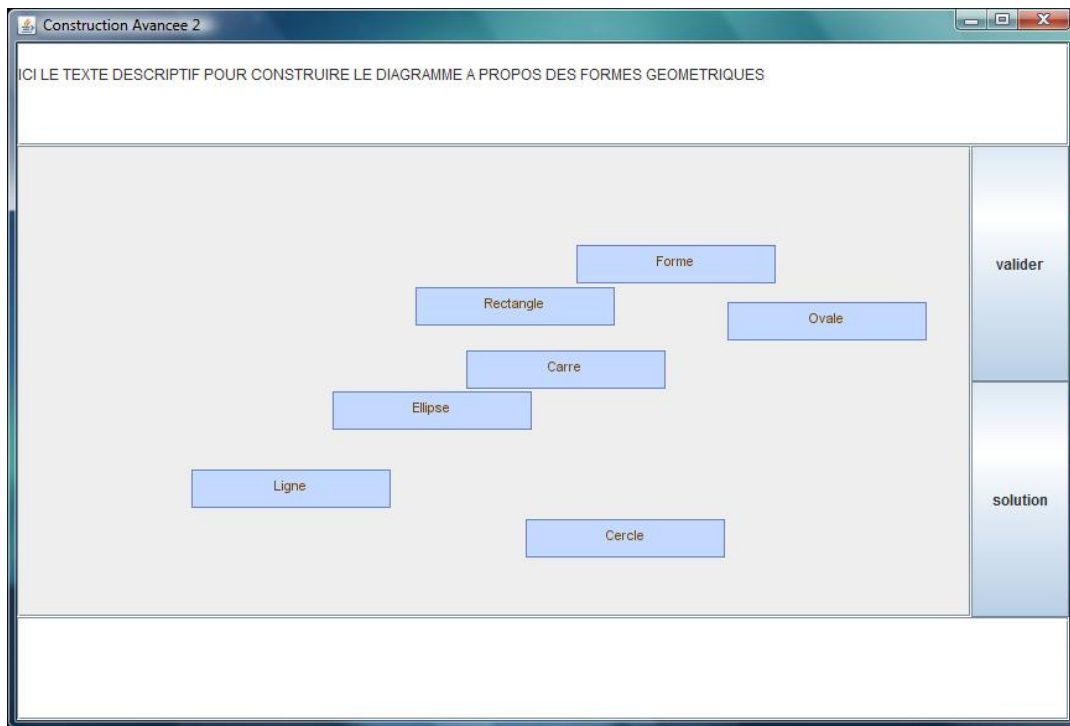 Construction Avancee 2
ICI LE TEXTE DESCRIPTIF POUR CONSTRUIRE LE DIAGRAMME A PROPOS DES FORMES GEOMETRIQUES
Forme
valider
Rectangle
Ovale
Carre
Ellipse
Ligne
solution
Cercle